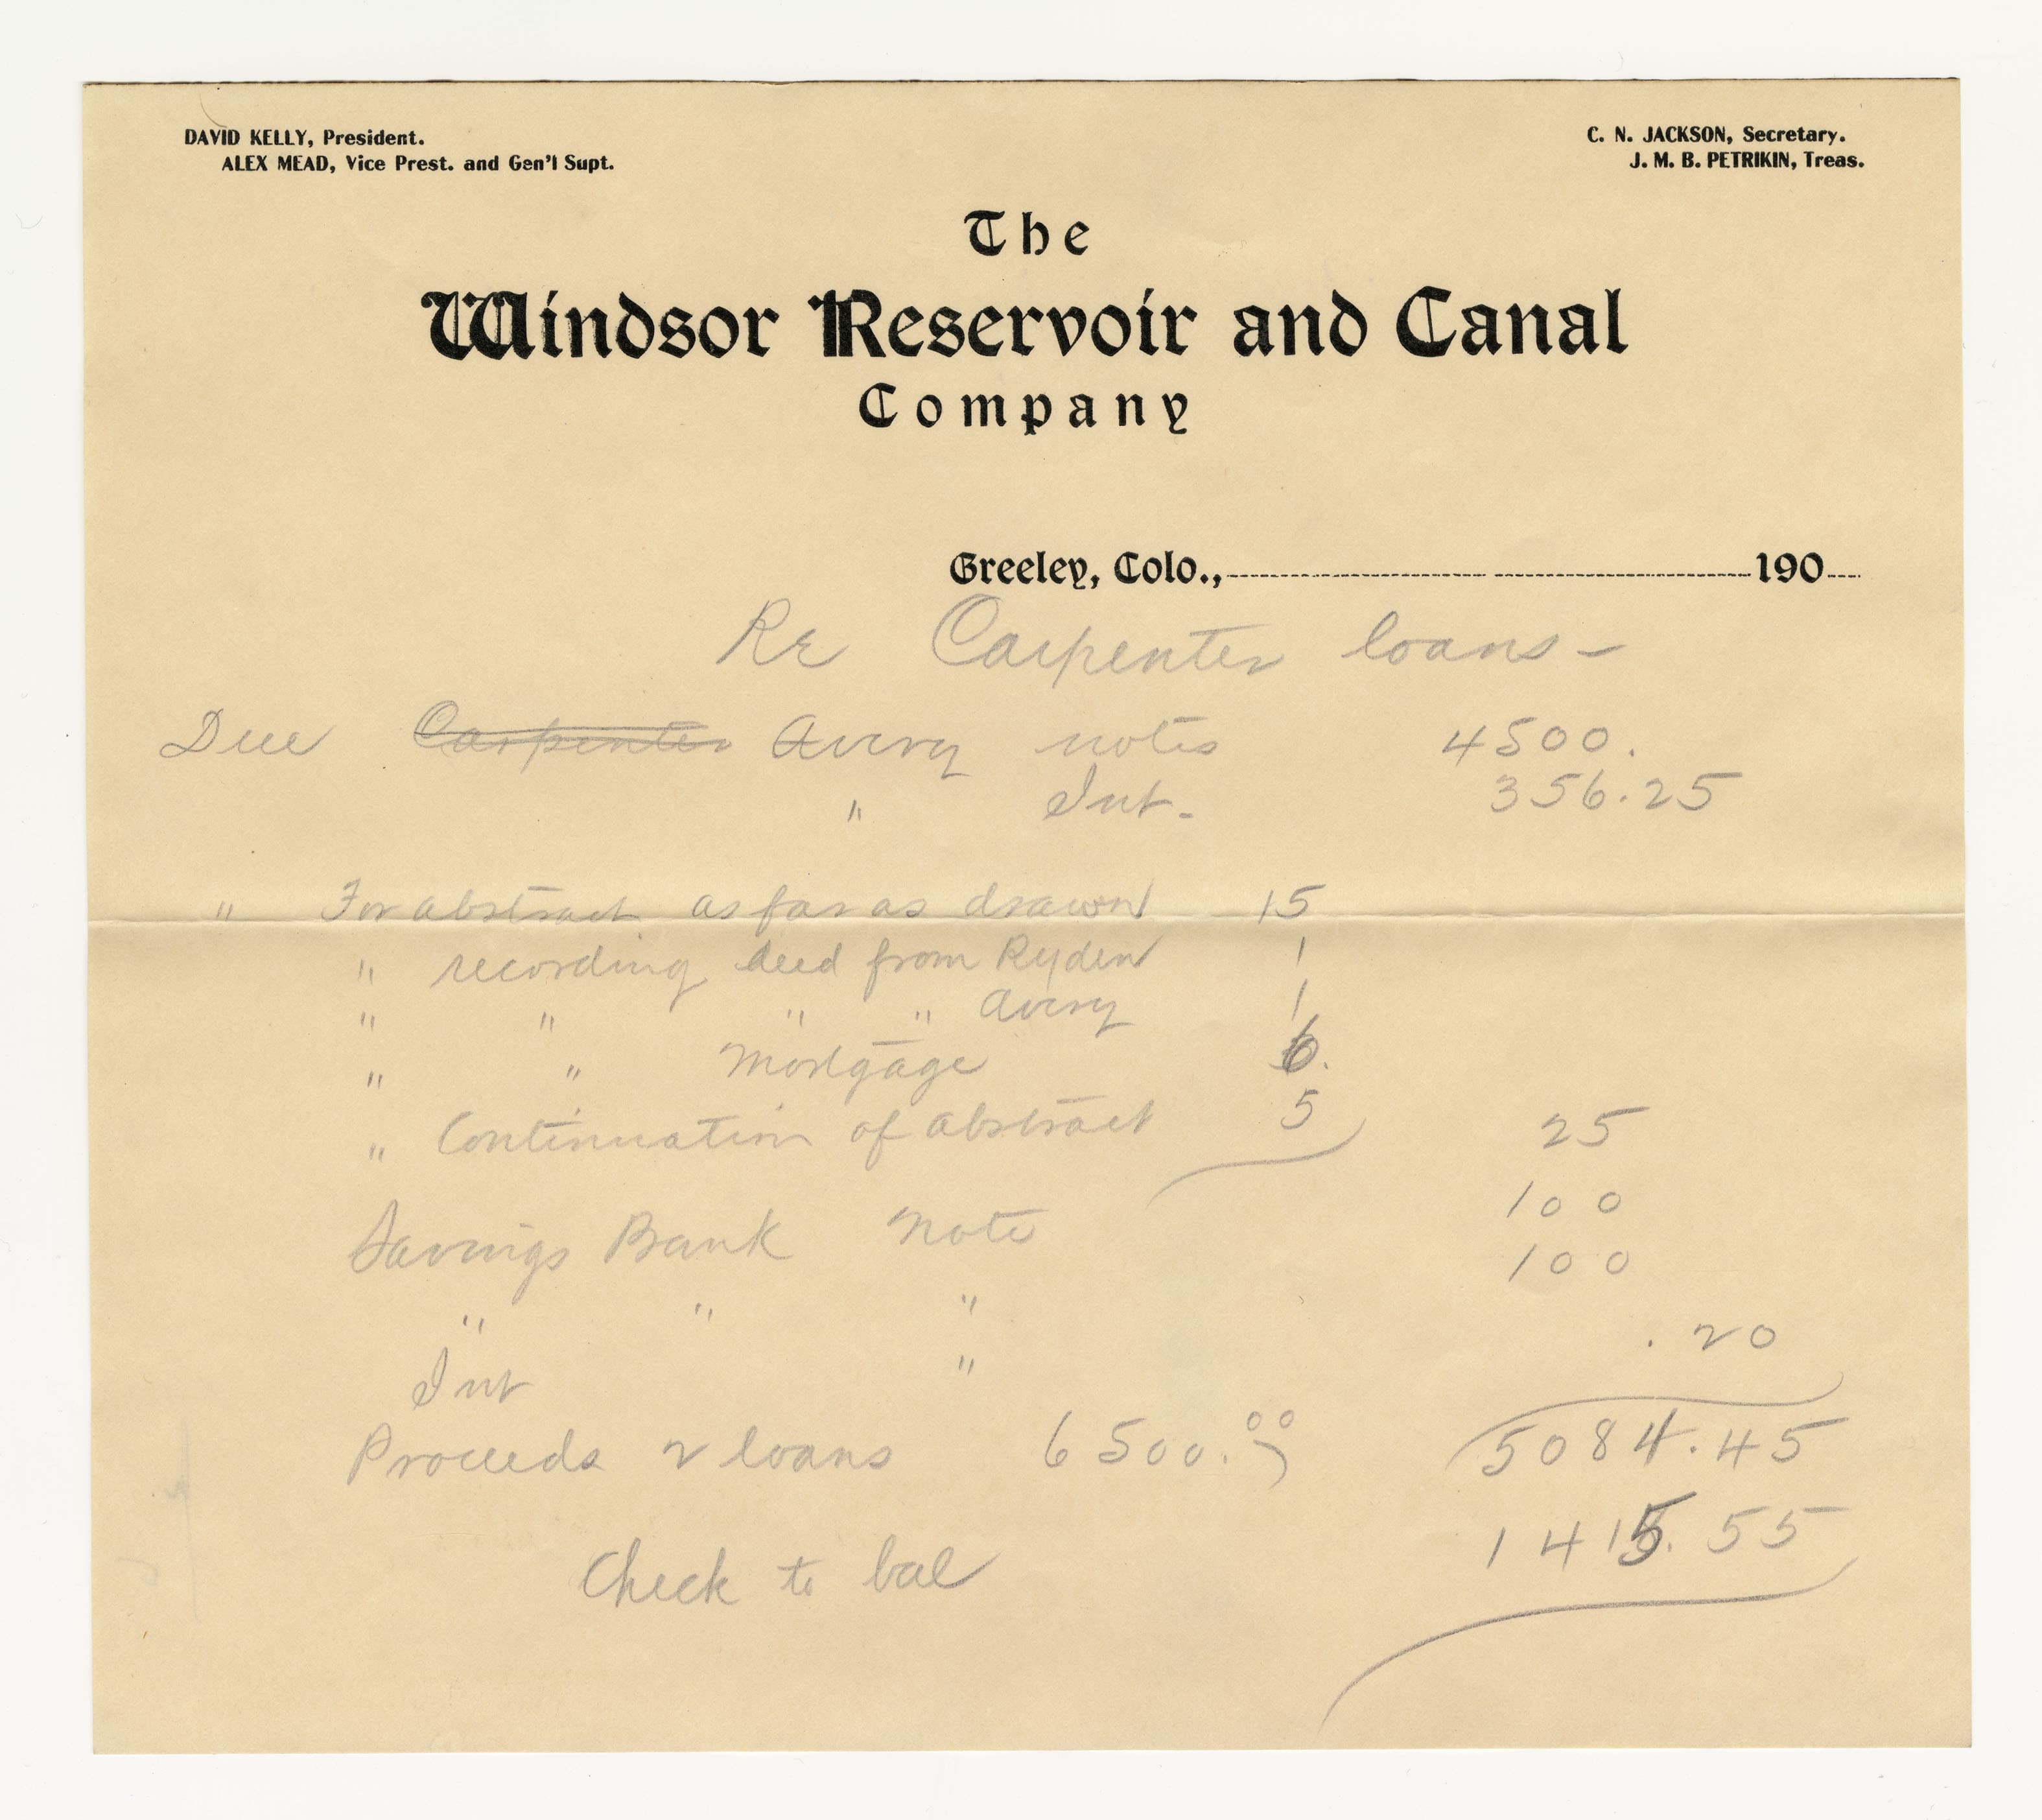 DAVID KELLY, President.
ALEX MEAD, Vice Prest. and Gen'l Supt.
C. N. JACKSON, Secretary.
J. M. B. PETRIKIN, Treas.
The
Windsor Reservoir and Canal
Company
Greeley, Colo., 190
Re Carpenter loans -
Due Carpenter Avery notes 4500.
" Int. 356.25
" For abstract as far as drawn 15
" recording deed from Ryden 1
" " " " Avery 1
" " Mortgage 6.
" Continuation of abstract 5 25
Savings Bank Note 100
" " " 100
Int " .20
Proceeds 2 loans 6500.00 5084.45
Check to bal 1415.55